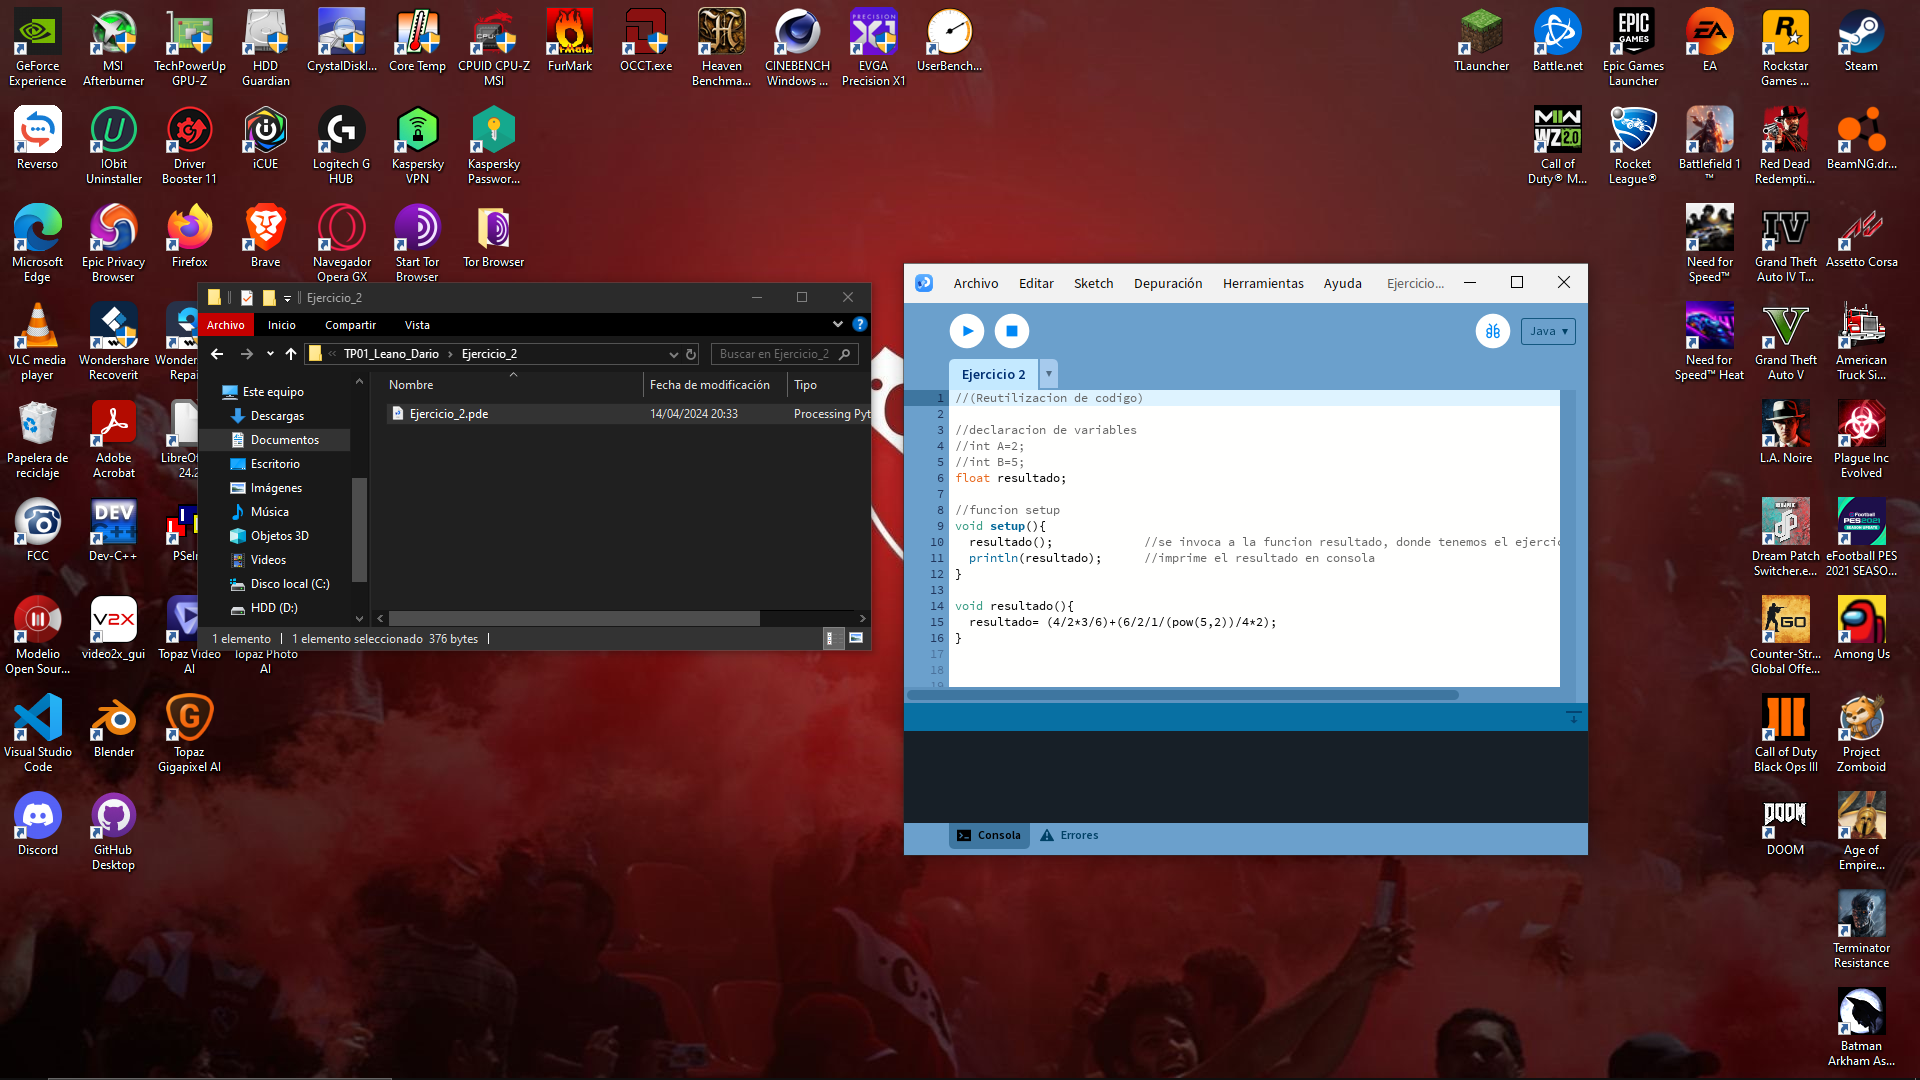 GeForce Experience
MSI Afterburner
TechPowerUp GPU-Z
HDD Guardian
CrystalDiskI...
Core Temp
CPUID CPU-Z MSI
FurMark
OCCT.exe
Heaven Benchma...
CINEBENCH Windows ...
EVGA Precision X1
UserBench...
TLauncher
Battle.net
Epic Games Launcher
EA
Rockstar Games ...
Steam
Reverso
IObit Uninstaller
Driver Booster 11
iCUE
Logitech G HUB
Kaspersky VPN
Kaspersky Passwor...
Call of Duty® M...
Rocket League®
Battlefield 1 ™
Red Dead Redempti...
BeamNG.dr...
Microsoft Edge
Epic Privacy Browser
Firefox
Brave
Navegador Opera GX
Start Tor Browser
Tor Browser
Need for Speed™
Grand Theft Auto IV T...
Assetto Corsa
VLC media player
Wondershare Recoverit
Need for Speed™ Heat
Grand Theft Auto V
American Truck Si...
Papelera de reciclaje
Adobe Acrobat
L.A. Noire
Plague Inc Evolved
FCC
Dev-C++
Dream Patch Switcher.e...
eFootball PES 2021 SEASO...
Modelio Open Sour...
video2x_gui
Topaz Video AI
Topaz Photo AI
Counter-Str... Global Offe...
Among Us
Visual Studio Code
Blender
Topaz Gigapixel AI
Call of Duty Black Ops III
Project Zomboid
Discord
GitHub Desktop
DOOM
Age of Empire...
Terminator Resistance
Batman Arkham As...
Ejercicio_2
Archivo Inicio Compartir Vista
« TP01_Leano_Dario › Ejercicio_2
Buscar en Ejercicio_2
Nombre Fecha de modificación Tipo
Ejercicio_2.pde 14/04/2024 20:33 Processing Pyt
Este equipo
Descargas
Documentos
Escritorio
Imágenes
Música
Objetos 3D
Videos
Disco local (C:)
HDD (D:)
1 elemento 1 elemento seleccionado 376 bytes
Archivo Editar Sketch Depuración Herramientas Ayuda Ejercicio...
Java
Ejercicio 2
1 //(Reutilizacion de codigo)
2
3 //declaracion de variables
4 //int A=2;
5 //int B=5;
6 float resultado;
7
8 //funcion setup
9 void setup(){
10 resultado(); //se invoca a la funcion resultado, donde tenemos el ejerci
11 println(resultado); //imprime el resultado en consola
12 }
13
14 void resultado(){
15 resultado= (4/2*3/6)+(6/2/1/(pow(5,2))/4*2);
16 }
17
18
19
Consola Errores